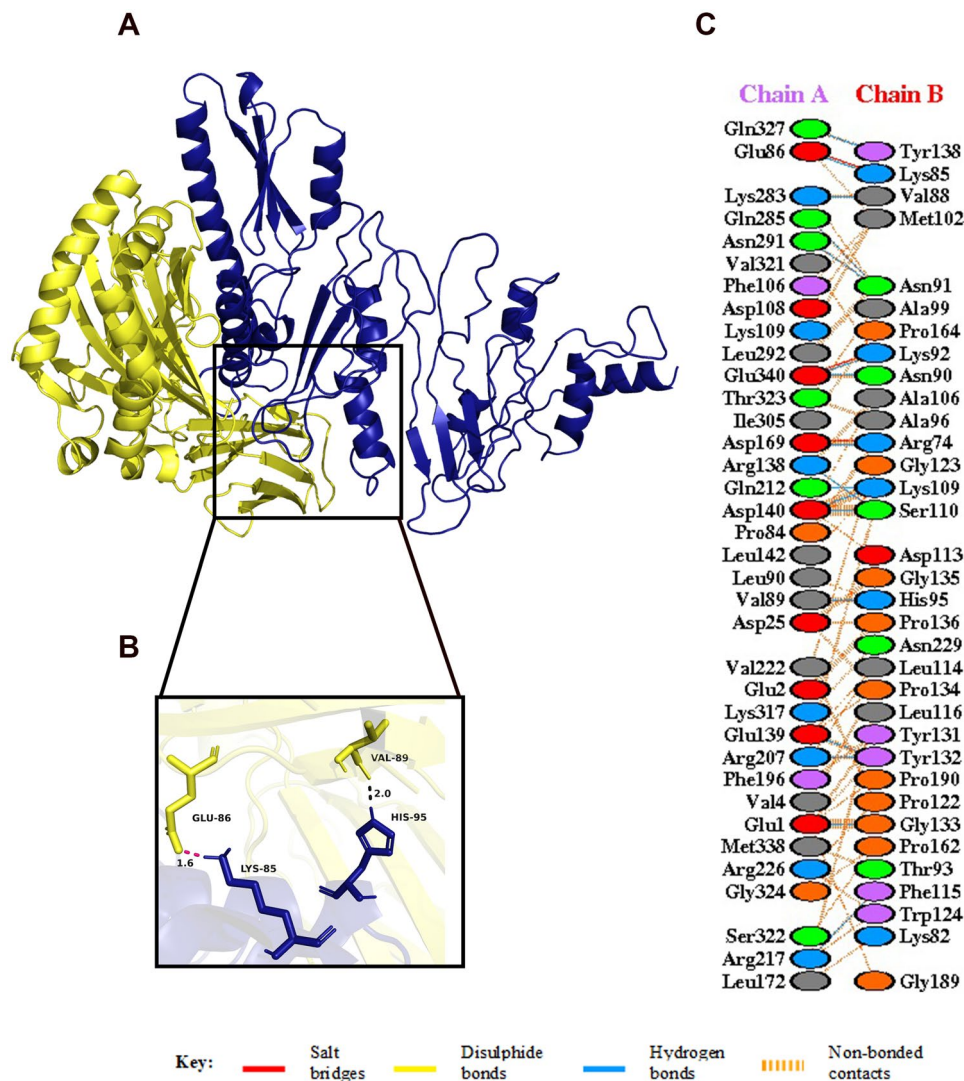 A
B
GLU-86
VAL-89
2.0
HIS-95
1.6
LYS-85
C
Chain A Chain B
Gln327
Glu86 Tyr138
Lys85
Lys283 Val88
Gln285 Met102
Asn291
Val321
Phe106 Asn91
Asp108 Ala99
Lys109 Pro164
Leu292 Lys92
Glu340 Asn90
Thr323 Ala106
Ile305 Ala96
Asp169 Arg74
Arg138 Gly123
Gln212 Lys109
Asp140 Ser110
Pro84
Leu142 Asp113
Leu90 Gly135
Val89 His95
Asp25 Pro136
Asn229
Val222 Leu114
Glu2 Pro134
Lys317 Leu116
Glu139 Tyr131
Arg207 Tyr132
Phe196 Pro190
Val4 Pro122
Glu1 Gly133
Met338 Pro162
Arg226 Thr93
Gly324 Phe115
Trp124
Ser322 Lys82
Arg217
Leu172 Gly189
Key: Salt bridges Disulphide bonds Hydrogen bonds Non-bonded contacts